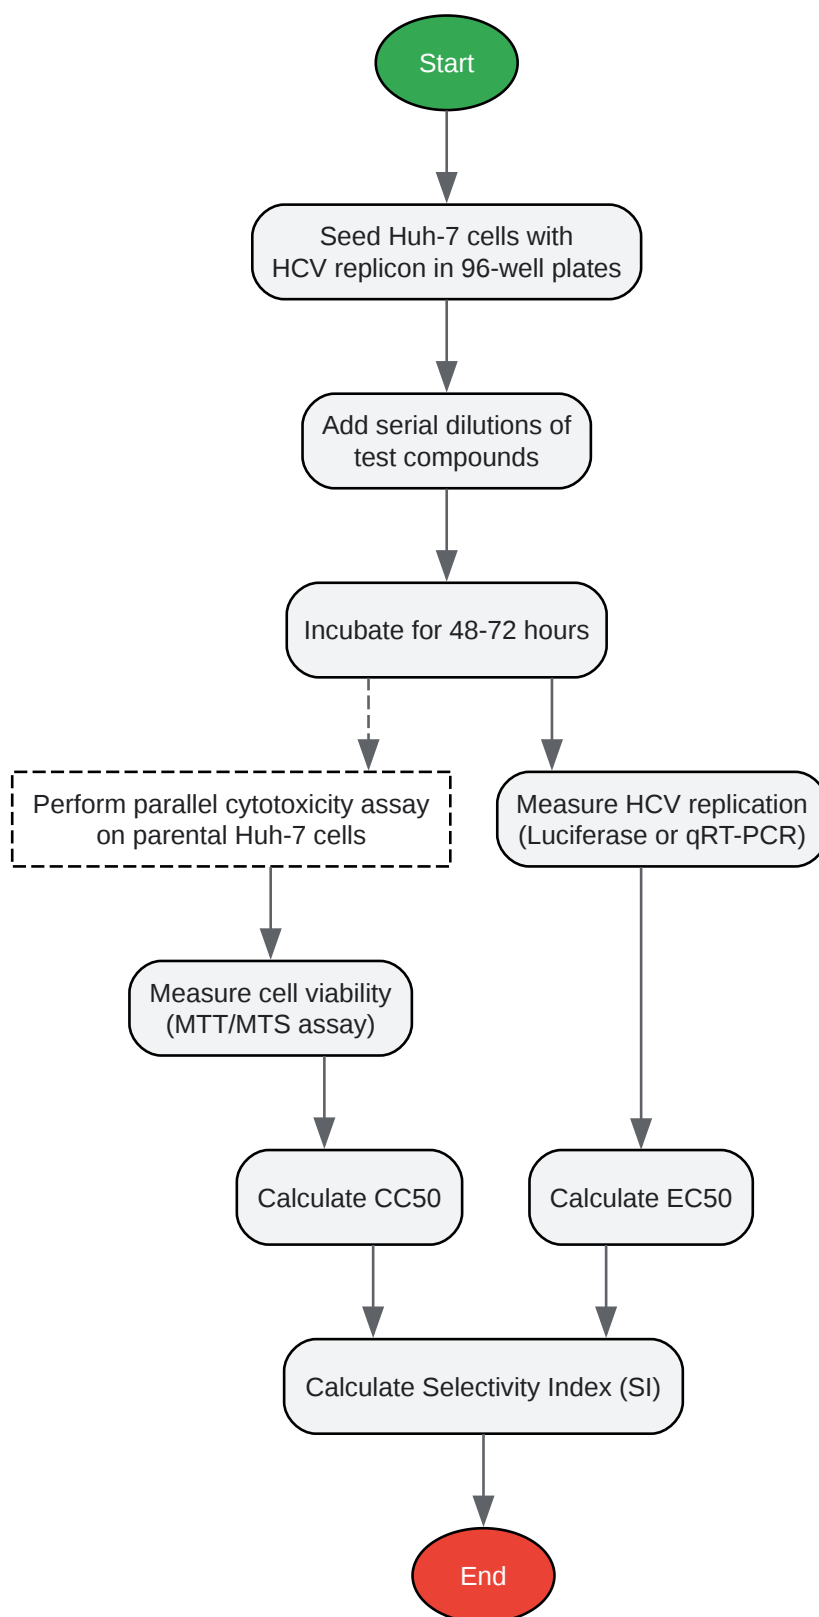 Start
Seed Huh-7 cells with
HCV replicon in 96-well plates
Add serial dilutions of
test compounds
Incubate for 48-72 hours
Perform parallel cytotoxicity assay
on parental Huh-7 cells
Measure HCV replication
(Luciferase or qRT-PCR)
Measure cell viability
(MTT/MTS assay)
Calculate CC50
Calculate EC50
Calculate Selectivity Index (SI)
End